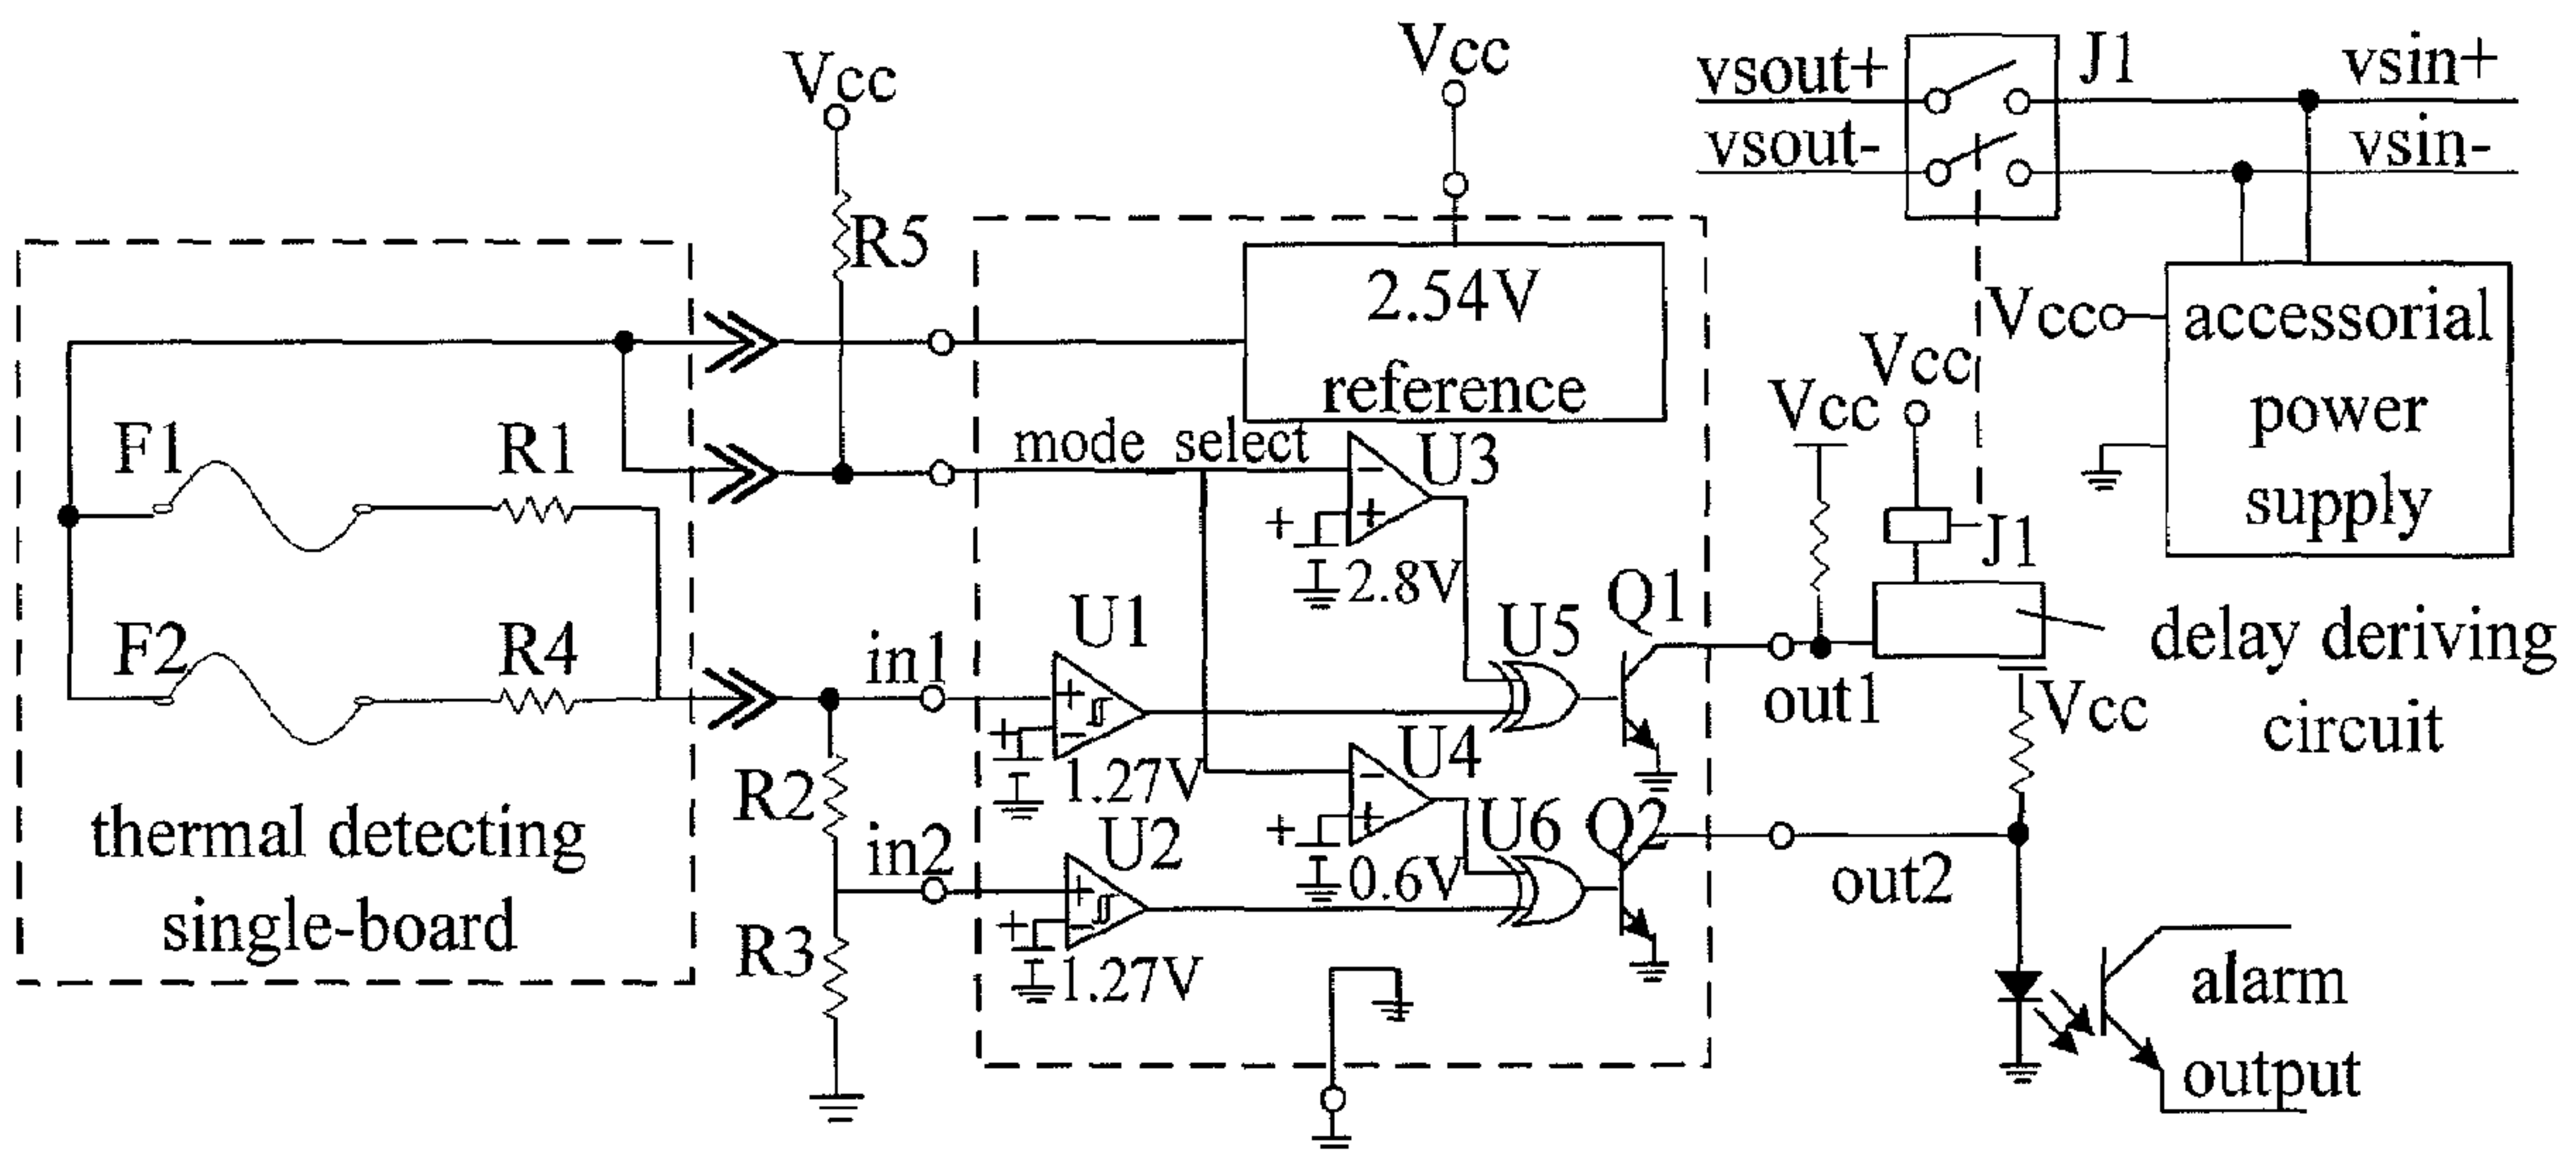 Vcc
Vcc
vsout+
J1
vsin+
vsout-
vsin-
R5
2.54V
reference
Vcc
accessorial
power
supply
Vcc
Vcc
F1
R1
mode select
U3
+
-
+
2.8V
J1
F2
R4
in1
U1
+
-
+
1.27V
U5
Q1
out1
delay deriving
circuit
Vcc
thermal detecting
single-board
R2
in2
U2
+
-
+
1.27V
U4
-
+
+
0.6V
U6
Q2
out2
R3
alarm
output